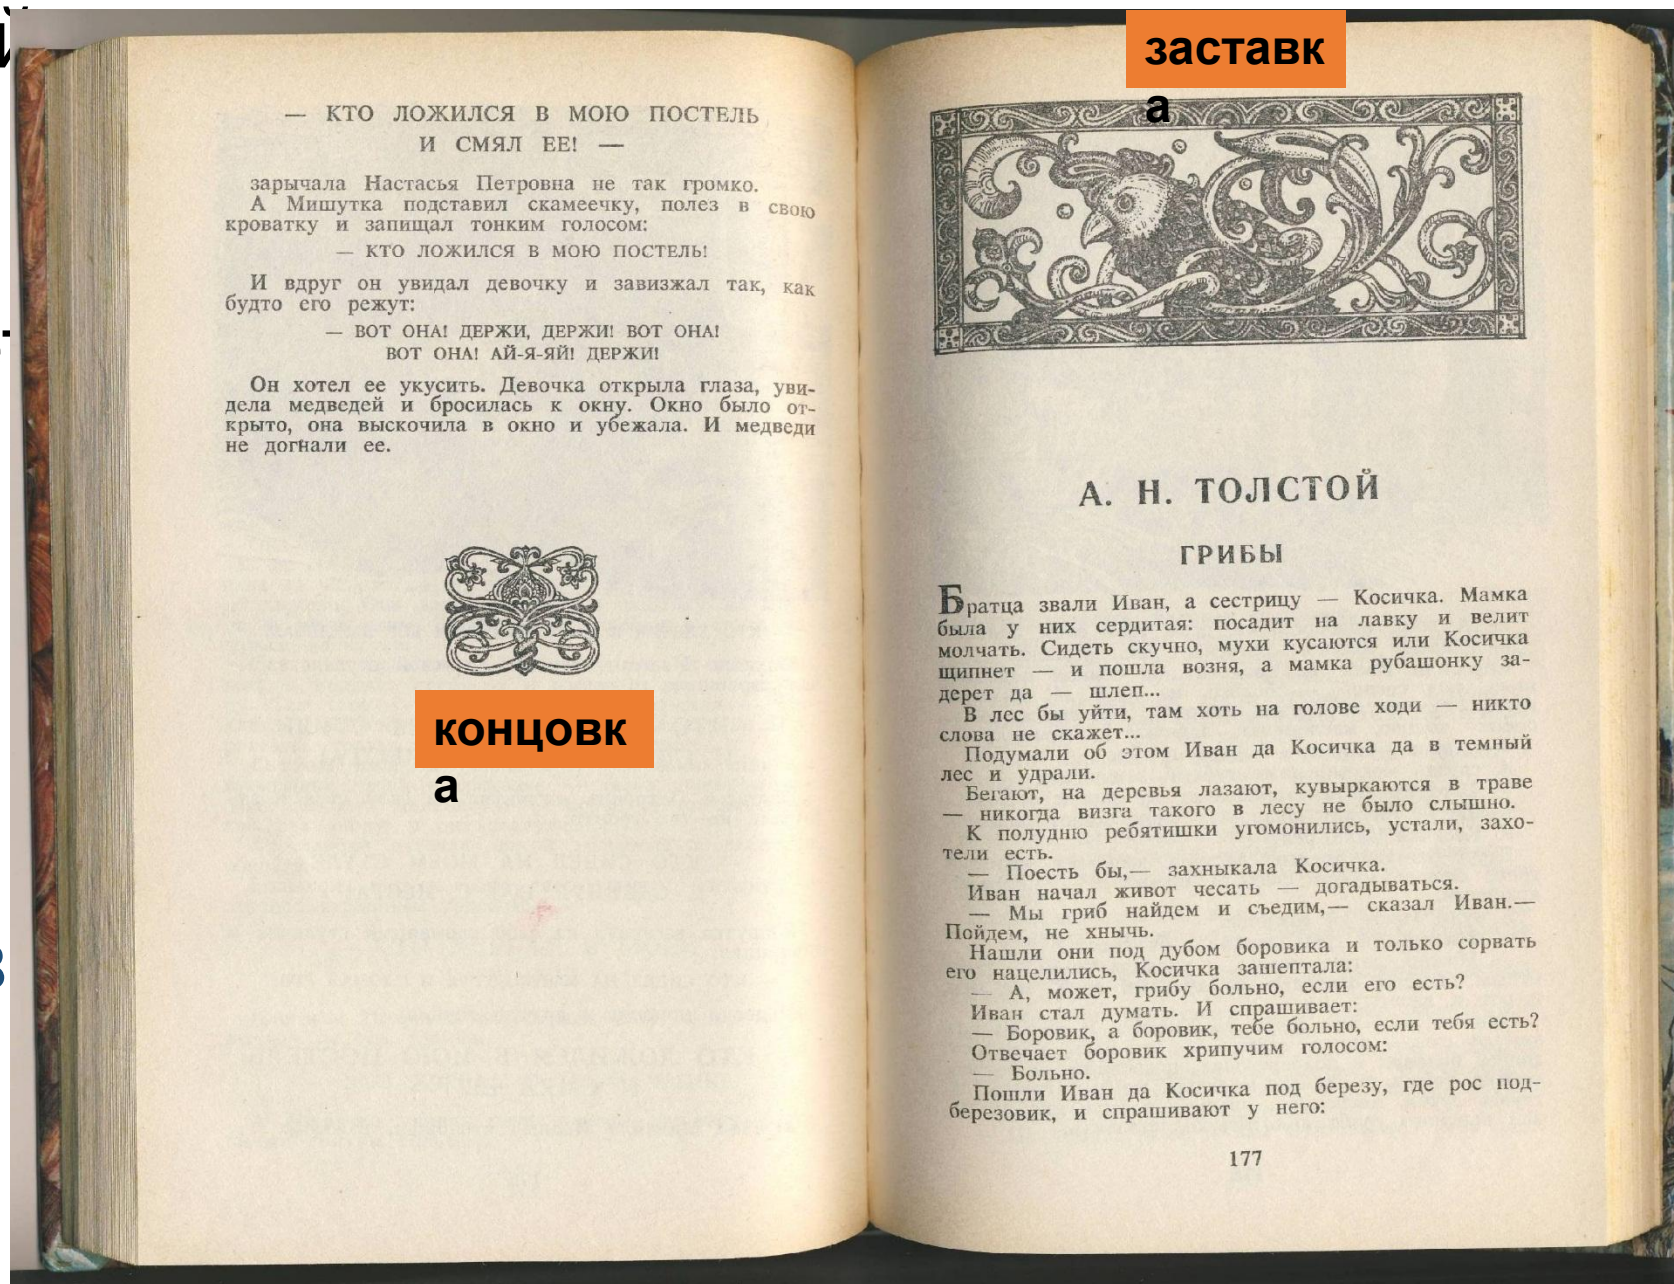 — КТО ЛОЖИЛСЯ В МОЮ ПОСТЕЛЬ
И СМЯЛ ЕЕ! —
зарычала Настасья Петровна не так громко.
А Мишутка подставил скамеечку, полез в свою
кроватку и запищал тонким голосом:
— КТО ЛОЖИЛСЯ В МОЮ ПОСТЕЛЬ!
И вдруг он увидал девочку и завизжал так, как
будто его режут:
— ВОТ ОНА! ДЕРЖИ, ДЕРЖИ! ВОТ ОНА!
ВОТ ОНА! АЙ-Я-ЯЙ! ДЕРЖИ!
Он хотел ее укусить. Девочка открыла глаза, уви-
дела медведей и бросилась к окну. Окно было от-
крыто, она выскочила в окно и убежала. И медведи
не догнали ее.
концовк
а
заставк
а
А. Н. ТОЛСТОЙ
ГРИБЫ
Братца звали Иван, а сестрицу — Косичка. Мамка
была у них сердитая: посадит на лавку и велит
молчать. Сидеть скучно, мухи кусаются или Косичка
щипнет — и пошла возня, а мамка рубашонку за-
дерет да — шлеп...
В лес бы уйти, там хоть на голове ходи — никто
слова не скажет...
Подумали об этом Иван да Косичка да в темный
лес и удрали.
Бегают, на деревья лазают, кувыркаются в траве
— никогда визга такого в лесу не было слышно.
К полудню ребятишки угомонились, устали, захо-
тели есть.
— Поесть бы,— захныкала Косичка.
Иван начал живот чесать — догадываться.
— Мы гриб найдем и съедим,— сказал Иван.—
Пойдем, не хнычь.
Нашли они под дубом боровика и только сорвать
его нацелились, Косичка зашептала:
— А, может, грибу больно, если его есть?
Иван стал думать. И спрашивает:
— Боровик, а боровик, тебе больно, если тебя есть?
Отвечает боровик хрипучим голосом:
— Больно.
Пошли Иван да Косичка под березу, где рос под-
березовик, и спрашивают у него:
177